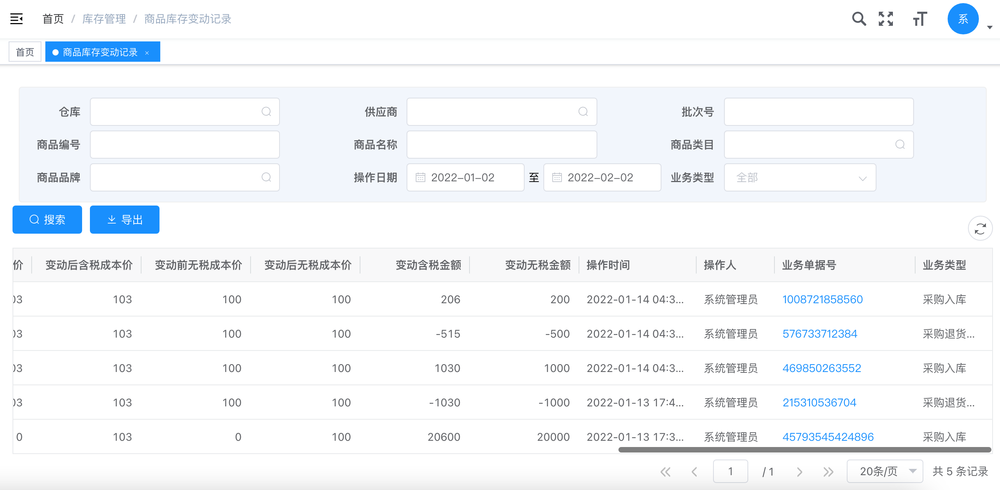 首页 / 库存管理 / 商品库存变动记录
系
首页 商品库存变动记录 ×
仓库 供应商 批次号
商品编号 商品名称 商品类目
商品品牌 操作日期 2022-01-02 至 2022-02-02 业务类型 全部
搜索 导出
价 变动后含税成本价 变动前无税成本价 变动后无税成本价 变动含税金额 变动无税金额 操作时间 操作人 业务单据号 业务类型
03 103 100 100 206 200 2022-01-14 04:3... 系统管理员 1008721858560 采购入库
03 103 100 100 -515 -500 2022-01-14 04:3... 系统管理员 576733712384 采购退货...
03 103 100 100 1030 1000 2022-01-14 04:3... 系统管理员 469850263552 采购入库
03 103 100 100 -1030 -1000 2022-01-13 17:4... 系统管理员 215310536704 采购退货...
0 103 0 100 20600 20000 2022-01-13 17:3... 系统管理员 45793545424896 采购入库
1 / 1 20条/页 共 5 条记录